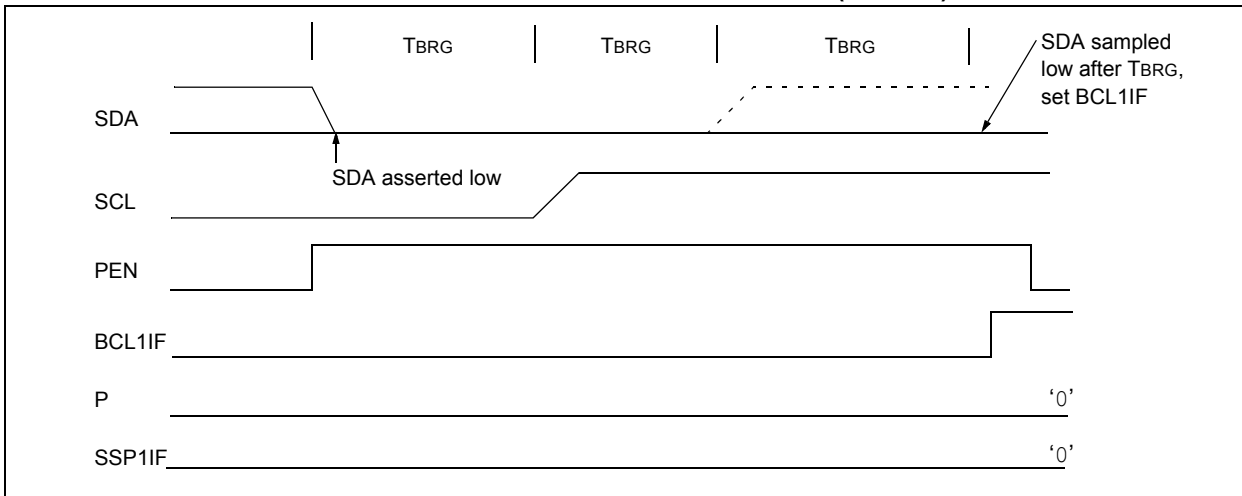 TBRG TBRG TBRG
SDA sampled
low after TBRG,
set BCL1IF
SDA
SDA asserted low
SCL
PEN
BCL1IF
P ‘0’
SSP1IF ‘0’